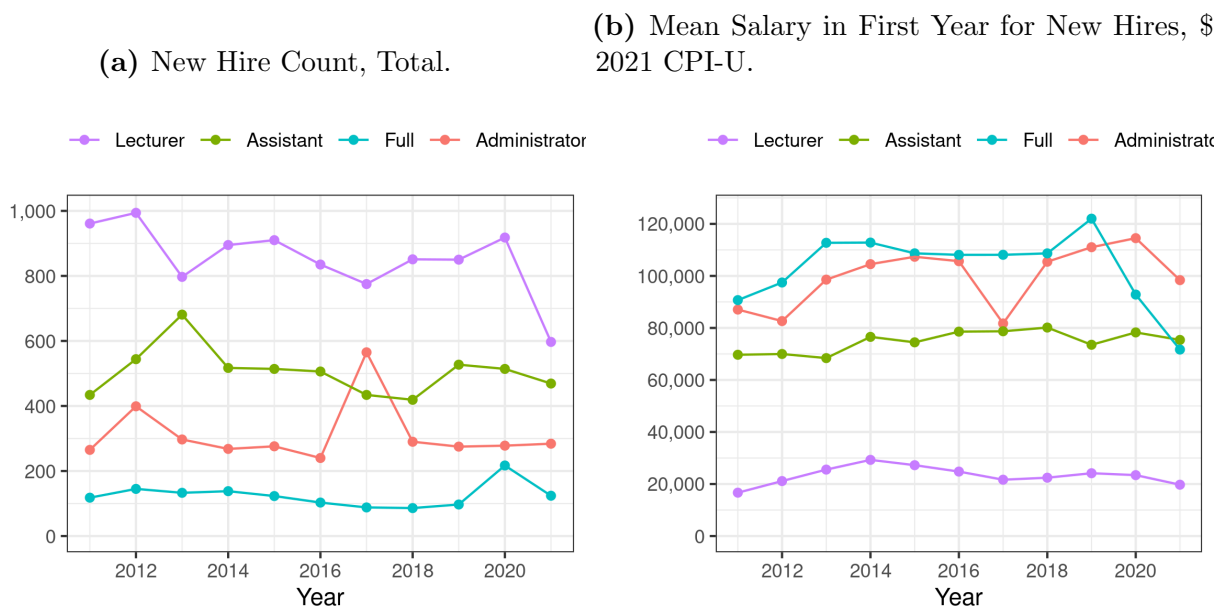 (a) New Hire Count, Total.
Lecturer Assistant Full Administrator
1,000
800
600
400
200
0
2012 2014 2016 2018 2020
Year
(b) Mean Salary in First Year for New Hires, $
2021 CPI-U.
Lecturer Assistant Full Administrato
120,000
100,000
80,000
60,000
40,000
20,000
0
2012 2014 2016 2018 2020
Year